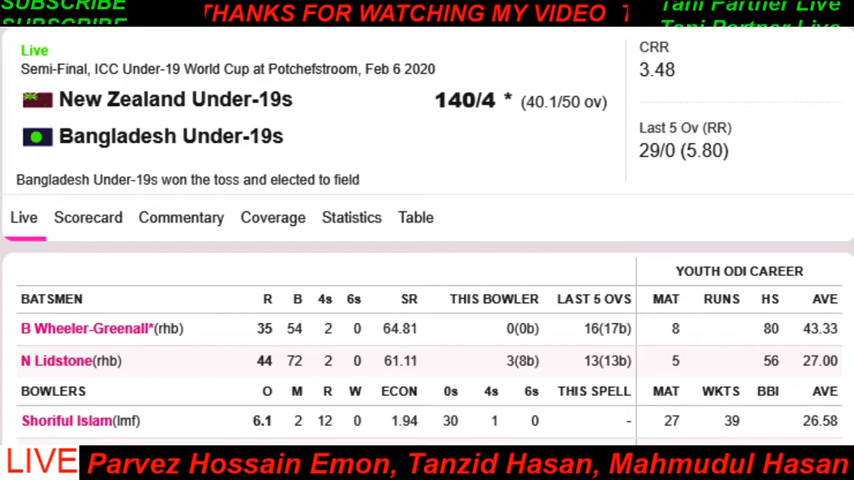 SUBSCRIBE
SUBSCRIBE
THANKS FOR WATCHING MY VIDEO
Tani Partner Live
Tani Partner Live
Live
Semi-Final, ICC Under-19 World Cup at Potchefstroom, Feb 6 2020
New Zealand Under-19s 140/4 * (40.1/50 ov)
Bangladesh Under-19s
Bangladesh Under-19s won the toss and elected to field
CRR
3.48
Last 5 Ov (RR)
29/0 (5.80)
Live Scorecard Commentary Coverage Statistics Table
YOUTH ODI CAREER
BATSMEN R B 4s 6s SR THIS BOWLER LAST 5 OVS MAT RUNS HS AVE
B Wheeler-Greenall*(rhb) 35 54 2 0 64.81 0(0b) 16(17b) 8 80 43.33
N Lidstone(rhb) 44 72 2 0 61.11 3(8b) 13(13b) 5 56 27.00
BOWLERS O M R W ECON 0s 4s 6s THIS SPELL MAT WKTS BBI AVE
Shoriful Islam(lmf) 6.1 2 12 0 1.94 30 1 0 - 27 39 26.58
LIVE Parvez Hossain Emon, Tanzid Hasan, Mahmudul Hasan